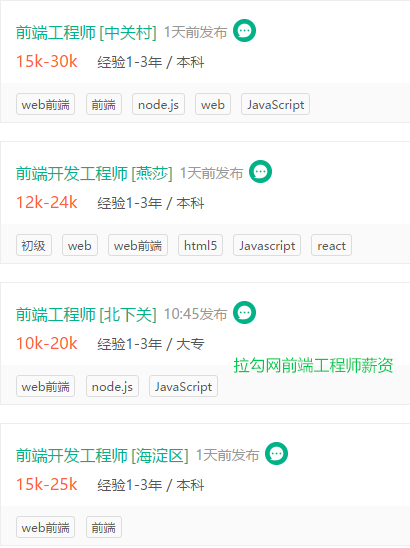 前端工程师 [中关村] 1天前发布
15k-30k 经验1-3年 / 本科
web前端 前端 node.js web JavaScript
前端开发工程师 [燕莎] 1天前发布
12k-24k 经验1-3年 / 本科
初级 web web前端 html5 Javascript react
前端工程师 [北下关] 10:45发布
10k-20k 经验1-3年 / 大专
拉勾网前端工程师薪资
web前端 node.js JavaScript
前端开发工程师 [海淀区] 1天前发布
15k-25k 经验1-3年 / 本科
web前端 前端